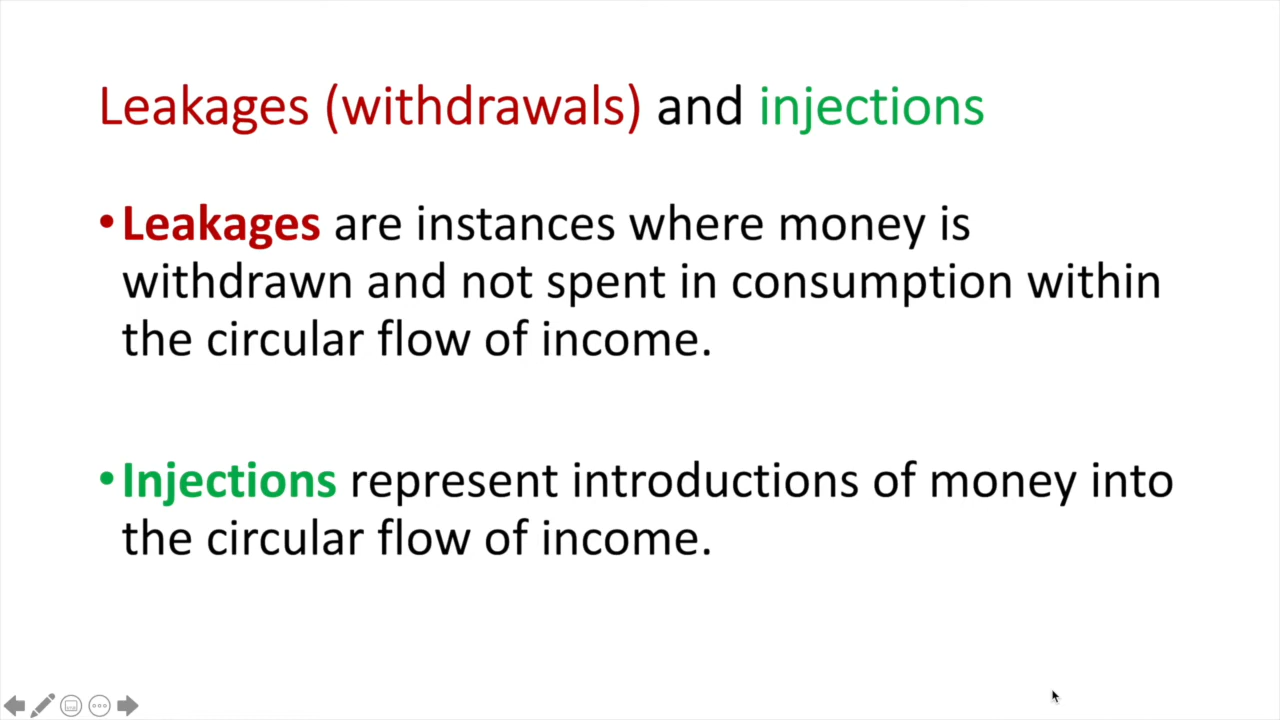 Leakages (withdrawals) and injections
•Leakages are instances where money is
withdrawn and not spent in consumption within
the circular flow of income.
•Injections represent introductions of money into
the circular flow of income.